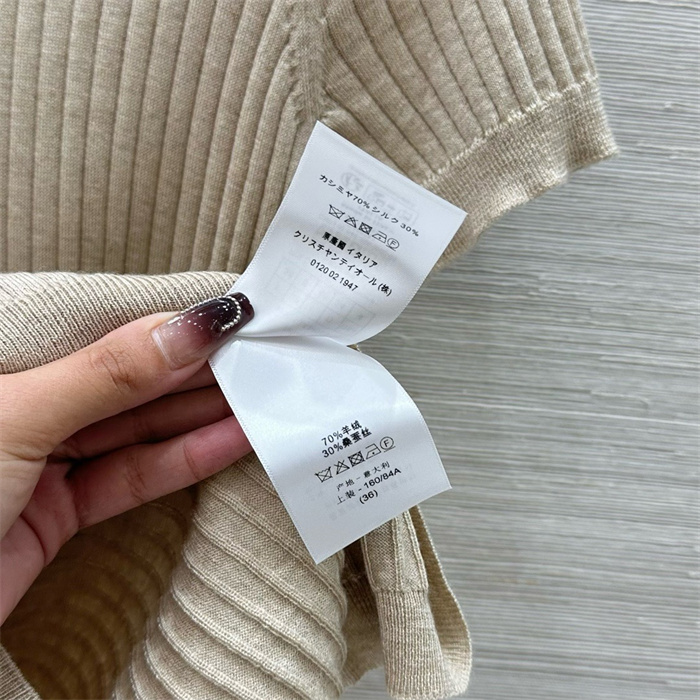 カシミヤ70% シルク 30%
原産国 イタリア
クリスチャンデイオール(株)
0120 02 1947
70%羊绒
30%桑蚕丝
F
产地 - 意大利
上装 - 160/84A
(36)